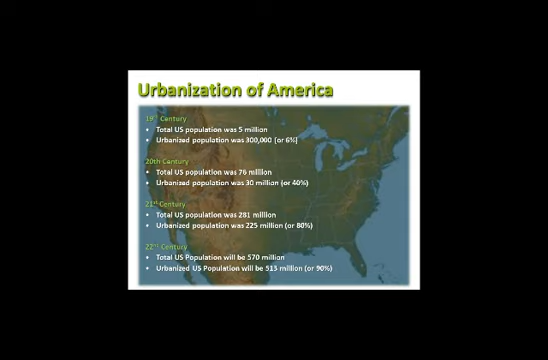 Urbanization of America
19th Century
• Total US population was 5 million
• Urbanized population was 300,000 (or 6%)
20th Century
• Total US population was 76 million
• Urbanized population was 30 million (or 40%)
21st Century
• Total US population was 281 million
• Urbanized population was 225 million (or 80%)
22nd Century
• Total US Population will be 570 million
• Urbanized US Population will be 513 million (or 90%)